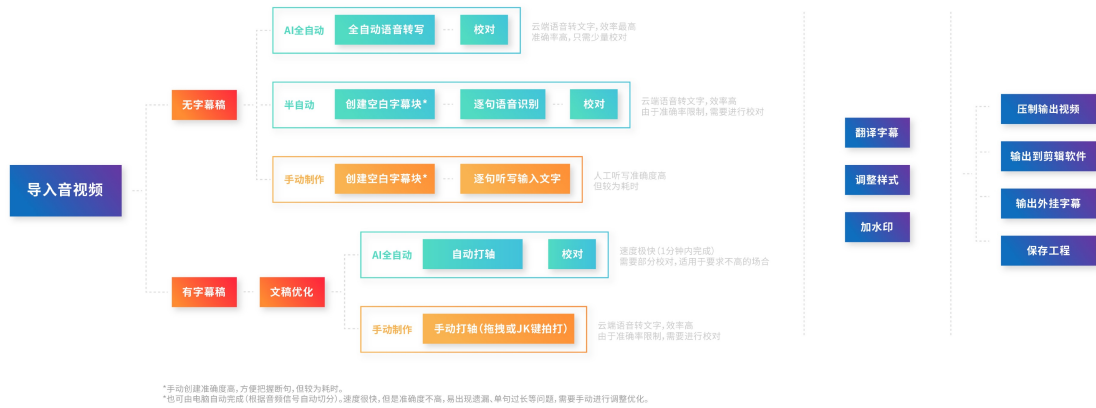 导入音视频
无字幕稿
AI全自动
全自动语音转写
校对
云端语音转文字,效率最高
准确率高,只需少量校对
半自动
创建空白字幕块*
逐句语音识别
校对
云端语音转文字,效率高
由于准确率限制,需要进行校对
手动制作
创建空白字幕块*
逐句听写输入文字
人工听写准确度高
但较为耗时
有字幕稿
文稿优化
AI全自动
自动打轴
校对
速度极快(1分钟内完成)
需要部分校对,适用于要求不高的场合
手动制作
手动打轴(拖拽或JK键拍打)
云端语音转文字,效率高
由于准确率限制,需要进行校对
翻译字幕
调整样式
加水印
压制输出视频
输出到剪辑软件
输出外挂字幕
保存工程
*手动创建准确度高,方便把握断句,但较为耗时。
*也可由电脑自动完成(根据音频信号自动切分)。速度很快,但是准确度不高,易出现遗漏、单句过长等问题,需要手动进行调整优化。